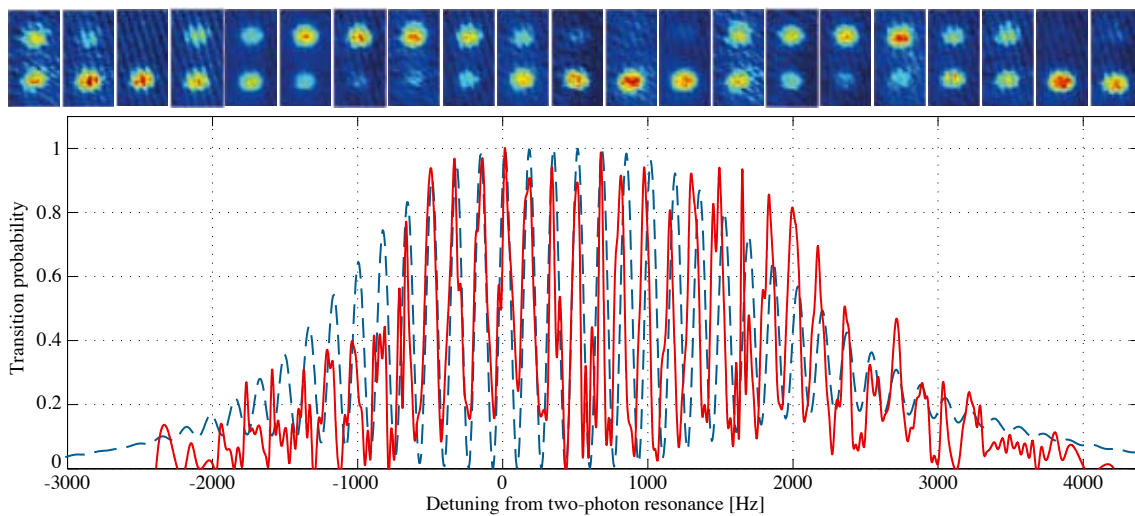 1
0.8
0.6
0.4
0.2
0
Transition probability
-3000 -2000 -1000 0 1000 2000 3000 4000
Detuning from two-photon resonance [Hz]